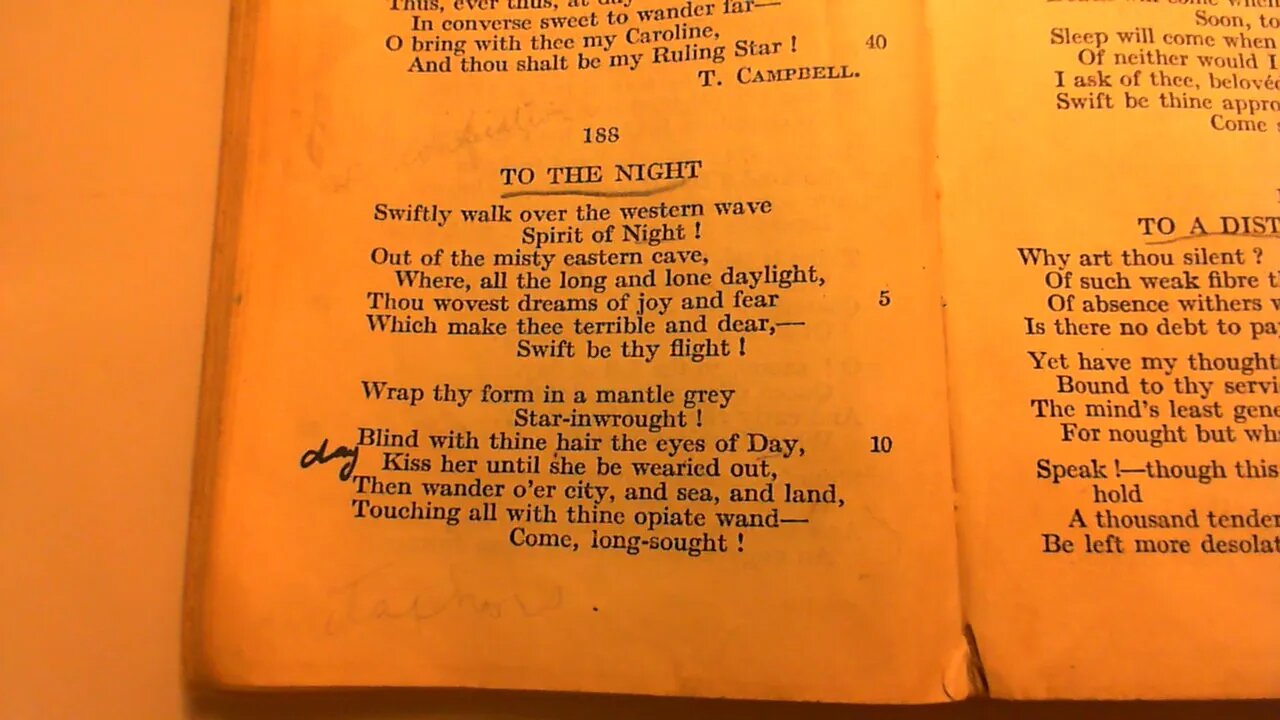 Thus, ever thus, at day
In converse sweet to wander far—
O bring with thee my Caroline,
And thou shalt be my Ruling Star ! 40
T. CAMPBELL.
188
TO THE NIGHT
Swiftly walk over the western wave
Spirit of Night !
Out of the misty eastern cave,
Where, all the long and lone daylight,
Thou wovest dreams of joy and fear 5
Which make thee terrible and dear,—
Swift be thy flight !
Wrap thy form in a mantle grey
Star-inwrought !
Blind with thine hair the eyes of Day, 10
day
Kiss her until she be wearied out,
Then wander o'er city, and sea, and land,
Touching all with thine opiate wand—
Come, long-sought !
will come when
Soon, to
Sleep will come when
Of neither would I
I ask of thee, belovéd
Swift be thine appro
Come
TO A DIST
Why art thou silent ?
Of such weak fibre t
Of absence withers
Is there no debt to pa
Yet have my thought
Bound to thy servi
The mind's least gene
For nought but wh
Speak !—though this
hold
A thousand tender
Be left more desolat